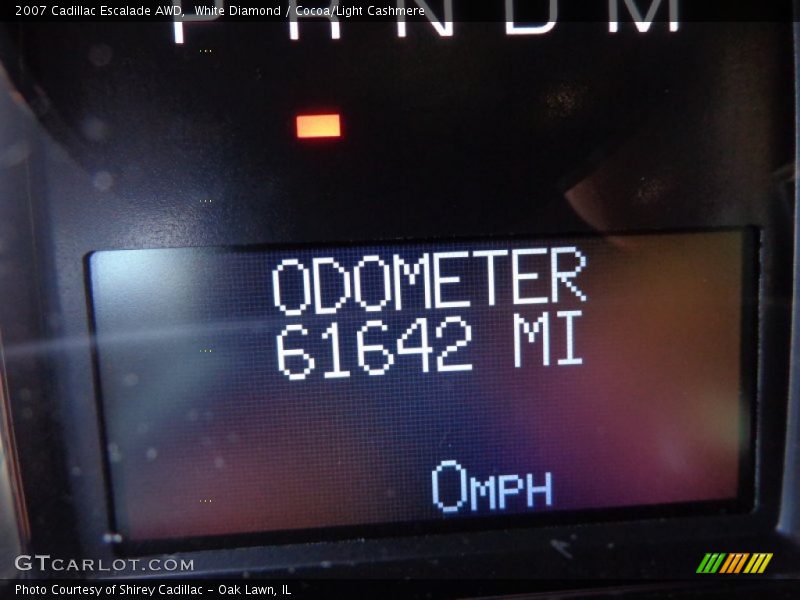 2007 Cadillac Escalade AWD,  White Diamond / Cocoa/Light Cashmere
P R N D M
ODOMETER
61642 MI
0MPH
GTCARLOT.COM
Photo Courtesy of Shirey Cadillac - Oak Lawn, IL